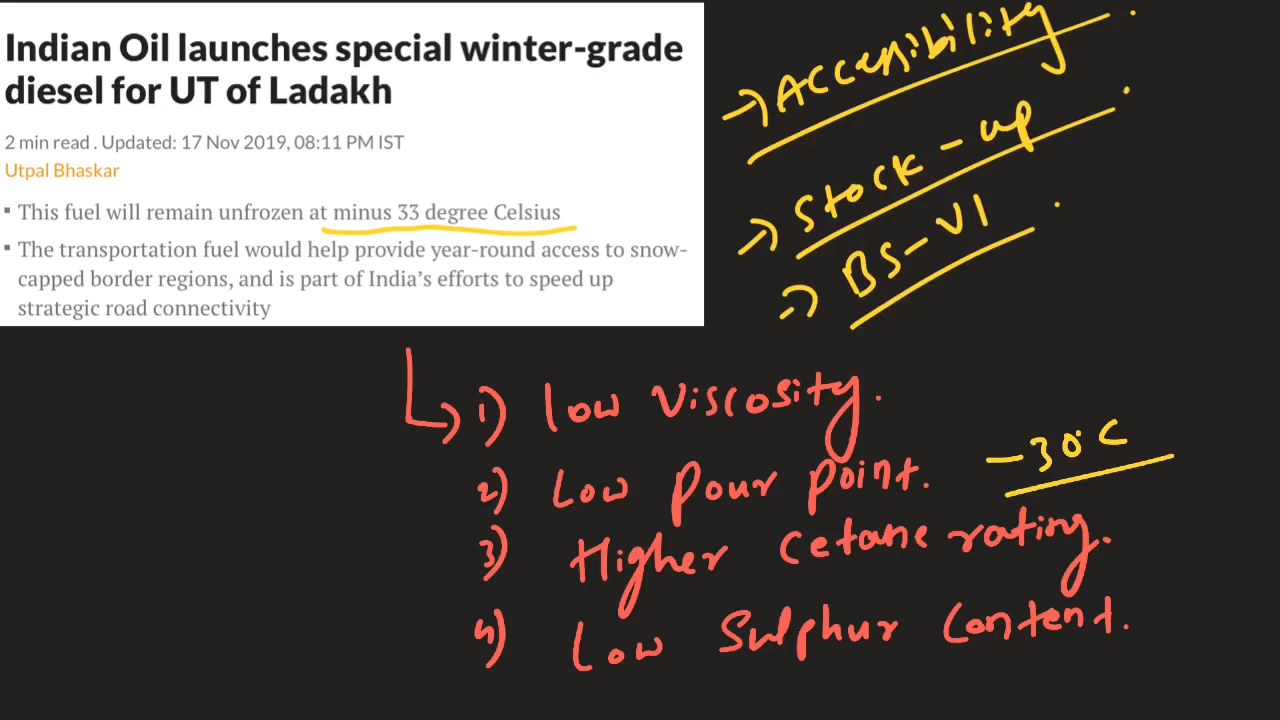 Indian Oil launches special winter-grade
diesel for UT of Ladakh
2 min read . Updated: 17 Nov 2019, 08:11 PM IST
Utpal Bhaskar
▪ This fuel will remain unfrozen at minus 33 degree Celsius
▪ The transportation fuel would help provide year-round access to snow-
capped border regions, and is part of India's efforts to speed up
strategic road connectivity
→ Accessibility.
→ Stock-up.
→ BS-VI.
↳ 1) low viscosity.
2) Low pour point. -30°C
3) Higher Cetane rating.
4) Low Sulphur Content.